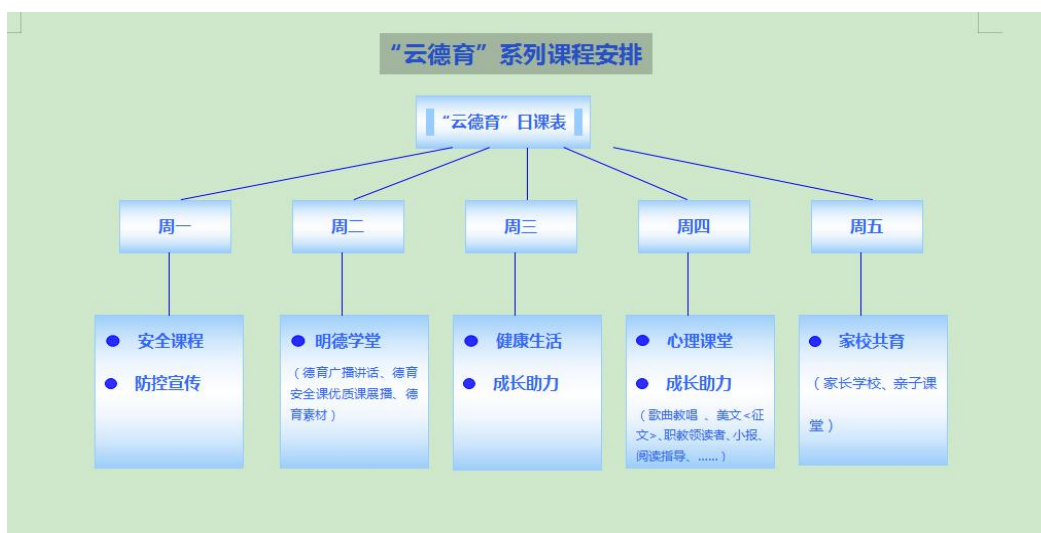 “云德育”系列课程安排
“云德育”日课表
周一
周二
周三
周四
周五
● 安全课程
● 防控宣传
● 明德学堂
（德育广播讲话、德育
安全课优质课展播、德
育素材）
● 健康生活
● 成长助力
● 心理课堂
● 成长助力
（歌曲教唱 、美文<征
文>、职教领读者、小报、
阅读指导、......）
● 家校共育
（家长学校、亲子课
堂）